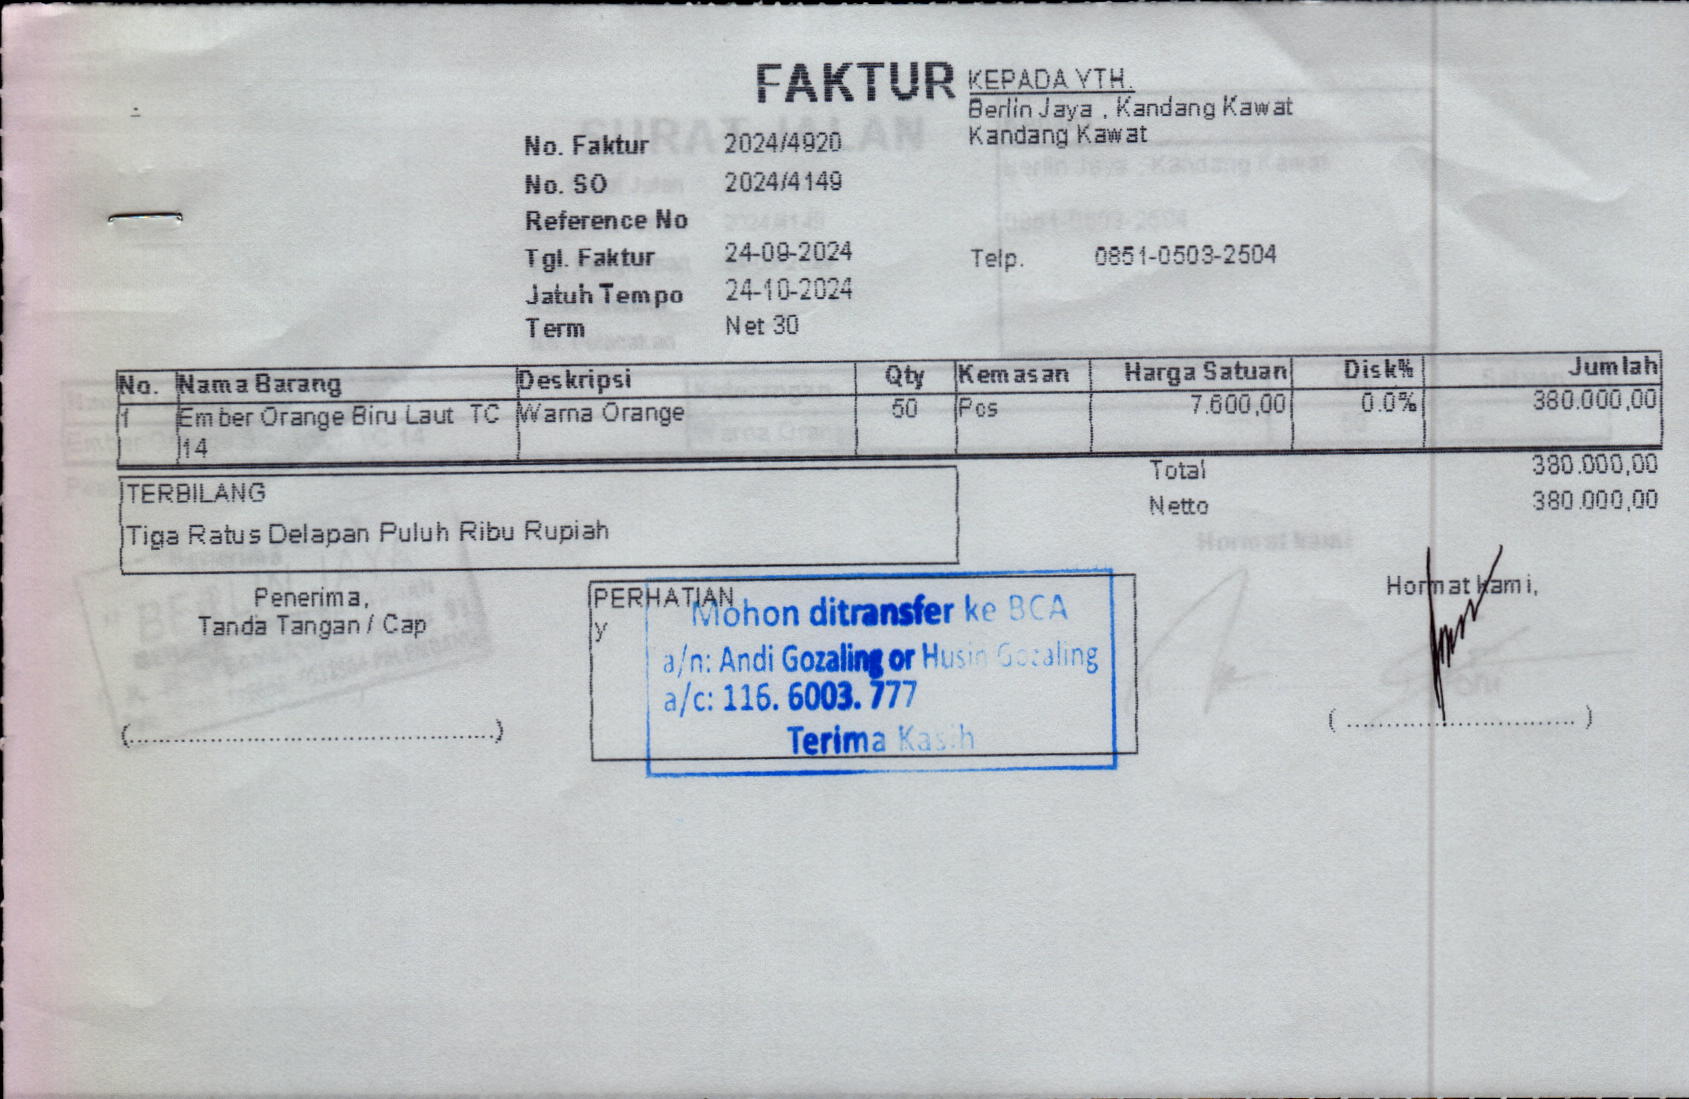 FAKTUR
KEPADA YTH.
Berlin Jaya , Kandang Kawat
Kandang Kawat
No. Faktur 2024/4920
No. SO 2024/4149
Reference No
Tgl. Faktur 24-09-2024
Telp. 0851-0503-2504
Jatuh Tempo 24-10-2024
Term Net 30
No. Nama Barang Deskripsi Qty Kemasan Harga Satuan Disk% Jumlah
1 Ember Orange Biru Laut TC Warna Orange 50 Pcs 7.600,00 0.0% 380.000,00
14
Total 380.000,00
Netto 380.000,00
TERBILANG
Tiga Ratus Delapan Puluh Ribu Rupiah
Penerima,
Tanda Tangan / Cap
(.................................................)
PERHATIAN
y
Mohon ditransfer ke BCA
a/n: Andi Gozaling or Husin Gozaling
a/c: 116. 6003. 777
Terima Kasih
Hormat kami,
( ............................... )